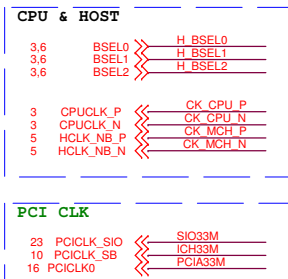 CPU & HOST
3,6 BSEL0 H_BSEL0
3,6 BSEL1 H_BSEL1
3,6 BSEL2 H_BSEL2
3 CPUCLK_P CK_CPU_P
3 CPUCLK_N CK_CPU_N
5 HCLK_NB_P CK_MCH_P
5 HCLK_NB_N CK_MCH_N
PCI CLK
23 PCICLK_SIO SIO33M
10 PCICLK_SB ICH33M
16 PCICLK0 PCIA33M